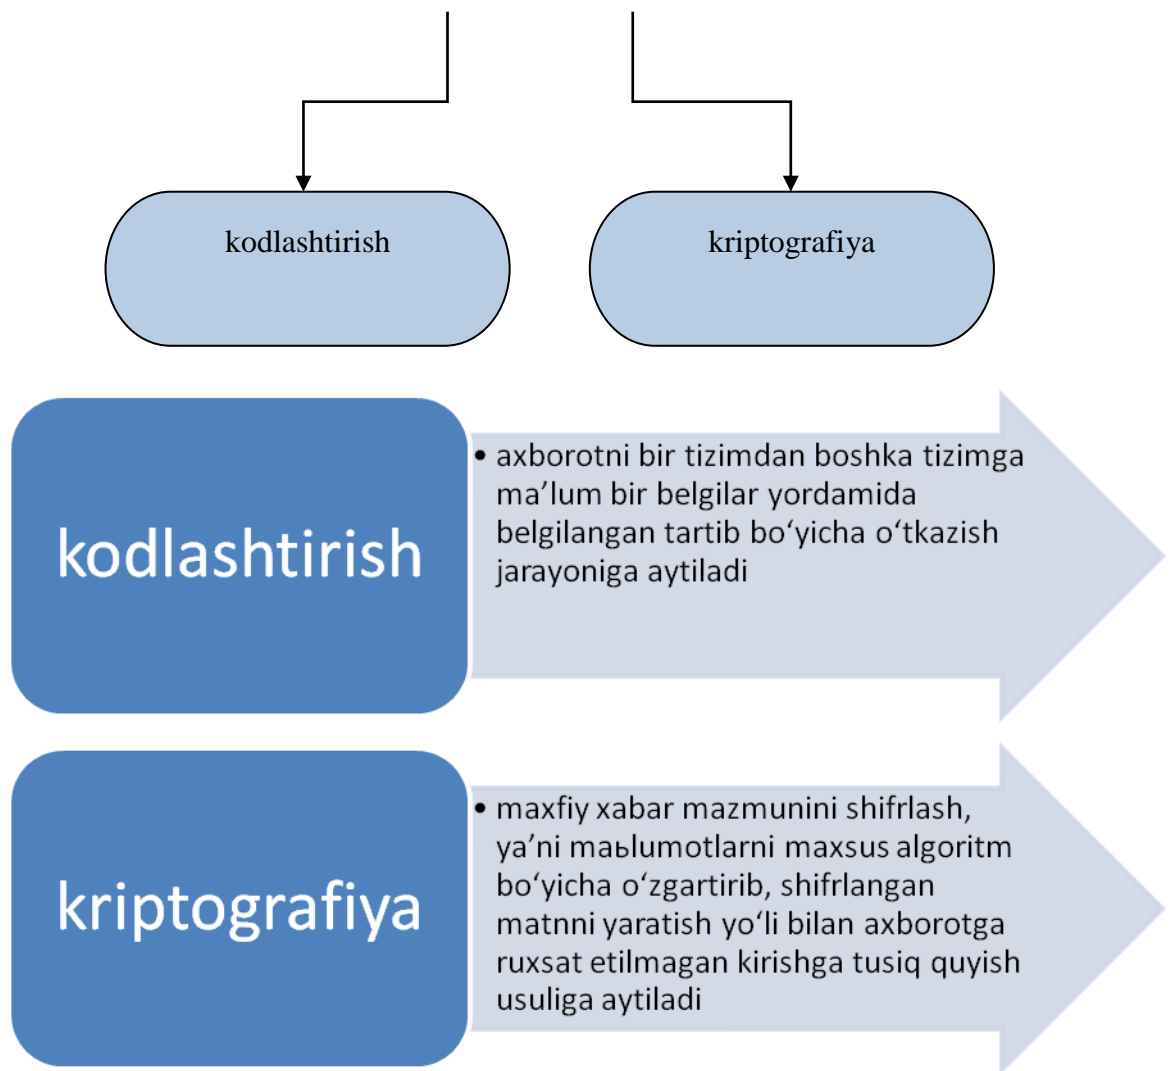 kodlashtirish
kriptografiya
kodlashtirish
• axborotni bir tizimdan boshka tizimga
ma’lum bir belgilar yordamida
belgilangan tartib bo‘yicha o‘tkazish
jarayoniga aytiladi
kriptografiya
• maxfiy xabar mazmunini shifrlash,
ya’ni maьlumotlarni maxsus algoritm
bo‘yicha o‘zgartirib, shifrlangan
matnni yaratish yo‘li bilan axborotga
ruxsat etilmagan kirishga tusiq quyish
usuliga aytiladi